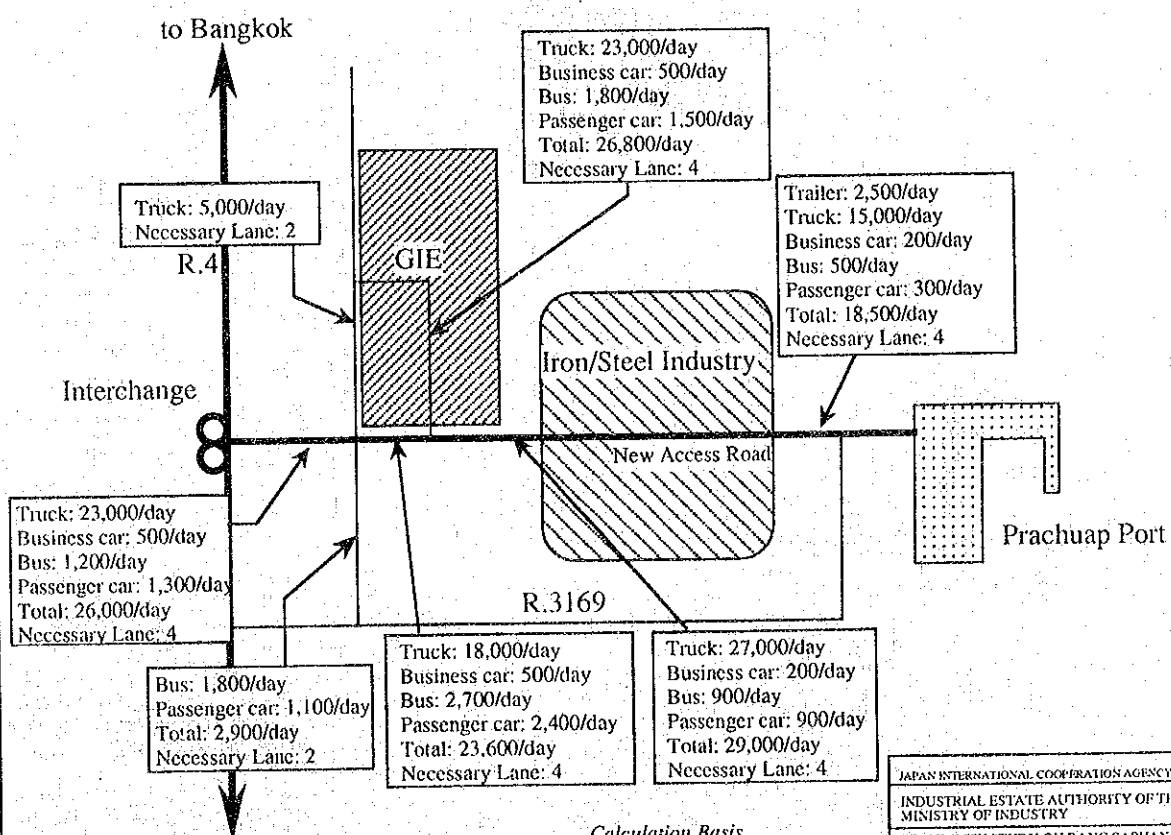 to Bangkok
Truck: 23,000/day
Business car: 500/day
Bus: 1,800/day
Passenger car: 1,500/day
Total: 26,800/day
Necessary Lane: 4
Truck: 5,000/day
Necessary Lane: 2
R.4
GIE
Trailer: 2,500/day
Truck: 15,000/day
Business car: 200/day
Bus: 500/day
Passenger car: 300/day
Total: 18,500/day
Necessary Lane: 4
Iron/Steel Industry
Interchange
New Access Road
Prachuap Port
Truck: 23,000/day
Business car: 500/day
Bus: 1,200/day
Passenger car: 1,300/day
Total: 26,000/day
Necessary Lane: 4
R.3169
Bus: 1,800/day
Passenger car: 1,100/day
Total: 2,900/day
Necessary Lane: 2
Truck: 18,000/day
Business car: 500/day
Bus: 2,700/day
Passenger car: 2,400/day
Total: 23,600/day
Necessary Lane: 4
Truck: 27,000/day
Business car: 200/day
Bus: 900/day
Passenger car: 900/day
Total: 29,000/day
Necessary Lane: 4
Calculation Basis
JAPAN INTERNATIONAL COOPERATION AGENCY
INDUSTRIAL ESTATE AUTHORITY OF
MINISTRY OF INDUSTRY